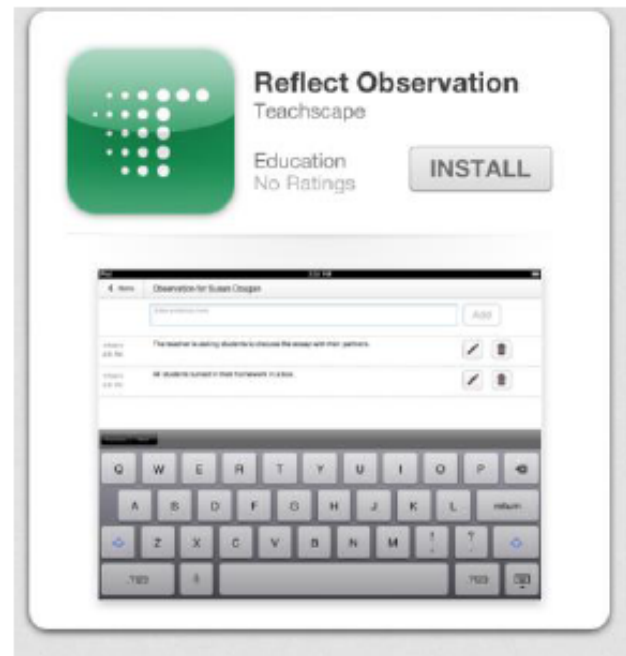 Reflect Observation
Teachscape
Education
No Ratings
INSTALL
Observation for Susan Dougan
Add
The teacher is asking students to discuss the essay with their partners.
All students turned in their homework in a box.
Q W E R T Y U I O P
A S D F G H J K L return
Z X C V B N M ! , ? .
.?123 .?123